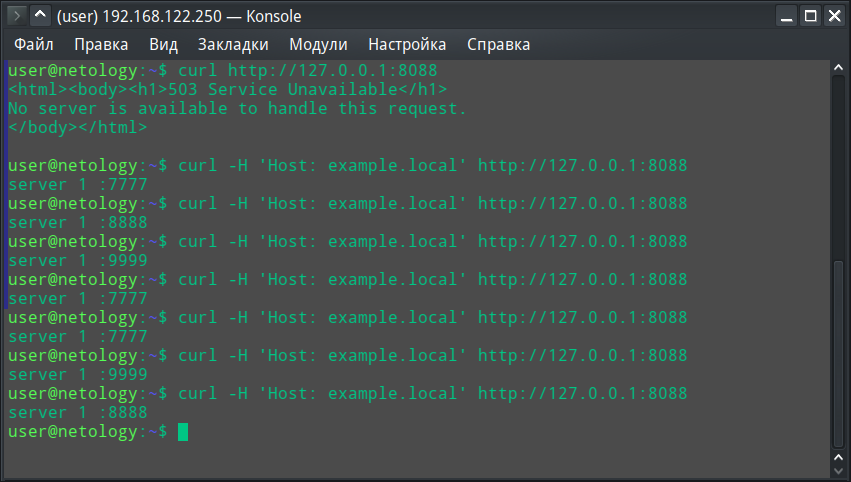 (user) 192.168.122.250 — Konsole
Файл Правка Вид Закладки Модули Настройка Справка
user@netology:~$ curl http://127.0.0.1:8088
<html><body><h1>503 Service Unavailable</h1>
No server is available to handle this request.
</body></html>
user@netology:~$ curl -H 'Host: example.local' http://127.0.0.1:8088
server 1 :7777
user@netology:~$ curl -H 'Host: example.local' http://127.0.0.1:8088
server 1 :8888
user@netology:~$ curl -H 'Host: example.local' http://127.0.0.1:8088
server 1 :9999
user@netology:~$ curl -H 'Host: example.local' http://127.0.0.1:8088
server 1 :7777
user@netology:~$ curl -H 'Host: example.local' http://127.0.0.1:8088
server 1 :7777
user@netology:~$ curl -H 'Host: example.local' http://127.0.0.1:8088
server 1 :9999
user@netology:~$ curl -H 'Host: example.local' http://127.0.0.1:8088
server 1 :8888
user@netology:~$